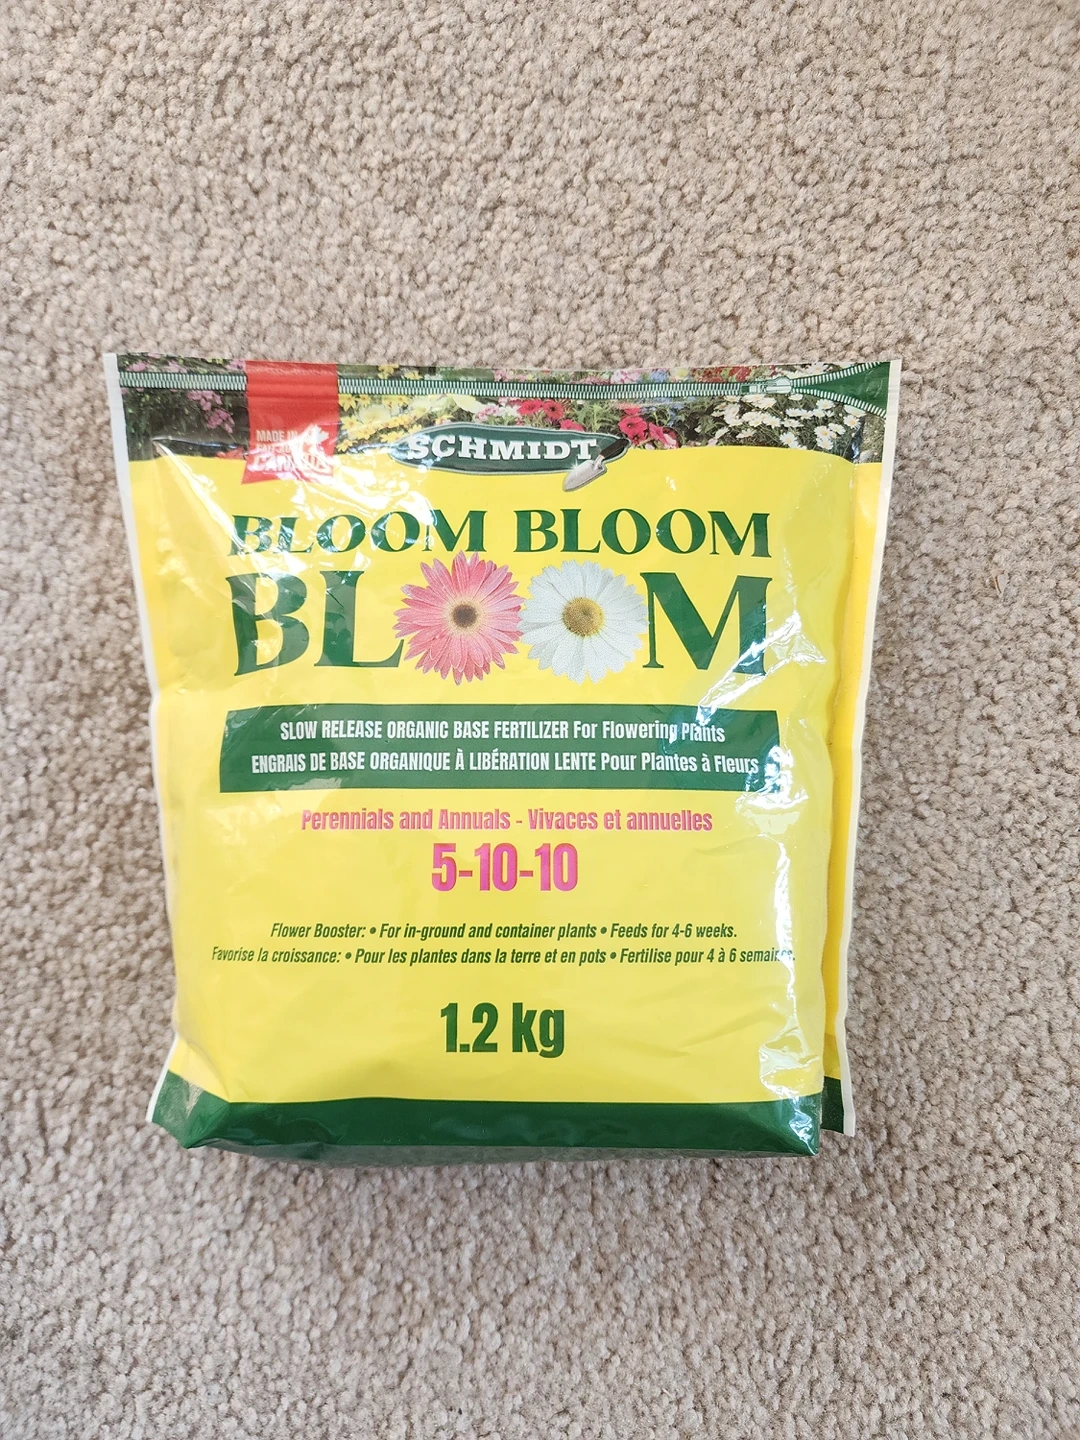 MADE IN
SCHMIDT
BLOOM BLOOM
BLOOM
SLOW RELEASE ORGANIC BASE FERTILIZER For Flowering Plants
ENGRAIS DE BASE ORGANIQUE À LIBÉRATION LENTE Pour Plantes à Fleurs
Perennials and Annuals - Vivaces et annuelles
5-10-10
Flower Booster: • For in-ground and container plants • Feeds for 4-6 weeks.
Favorise la croissance: • Pour les plantes dans la terre et en pots • Fertilise pour 4 à 6 semaines.
1.2 kg